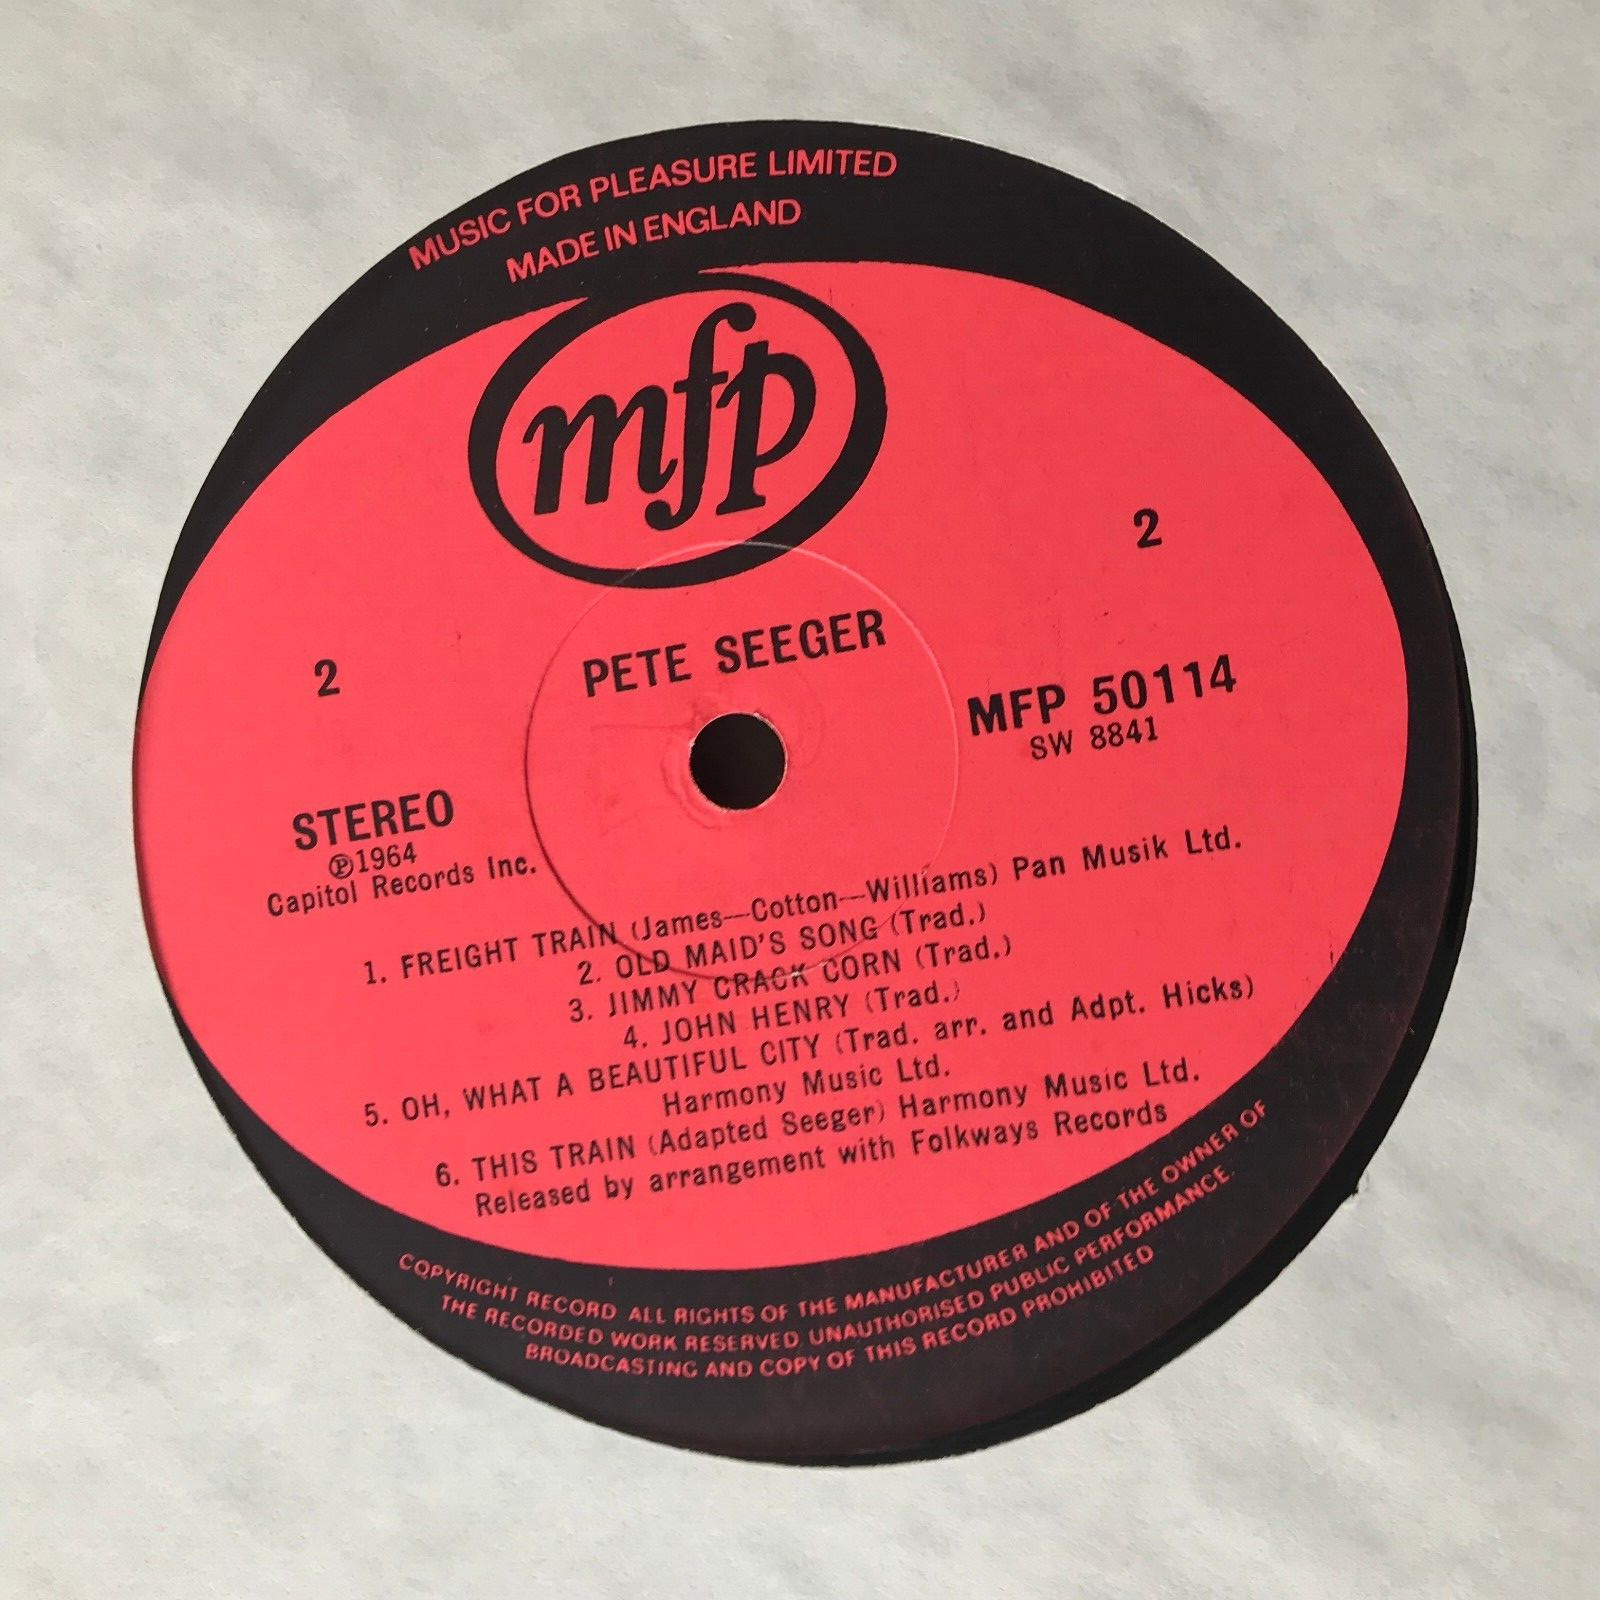 MUSIC FOR PLEASURE LIMITED
MADE IN ENGLAND
mfp
2
2
PETE SEEGER
MFP 50114
SW 8841
STEREO
Ⓟ1964
Capitol Records Inc.
1. FREIGHT TRAIN (James—Cotton—Williams) Pan Musik Ltd.
2. OLD MAID'S SONG (Trad.)
3. JIMMY CRACK CORN (Trad.)
4. JOHN HENRY (Trad.)
5. OH, WHAT A BEAUTIFUL CITY (Trad. arr. and Adpt. Hicks)
Harmony Music Ltd.
6. THIS TRAIN (Adapted Seeger) Harmony Music Ltd.
Released by arrangement with Folkways Records
COPYRIGHT RECORD ALL RIGHTS OF THE MANUFACTURER AND OF THE OWNER OF
THE RECORDED WORK RESERVED. UNAUTHORISED PUBLIC PERFORMANCE.
BROADCASTING AND COPY OF THIS RECORD PROHIBITED